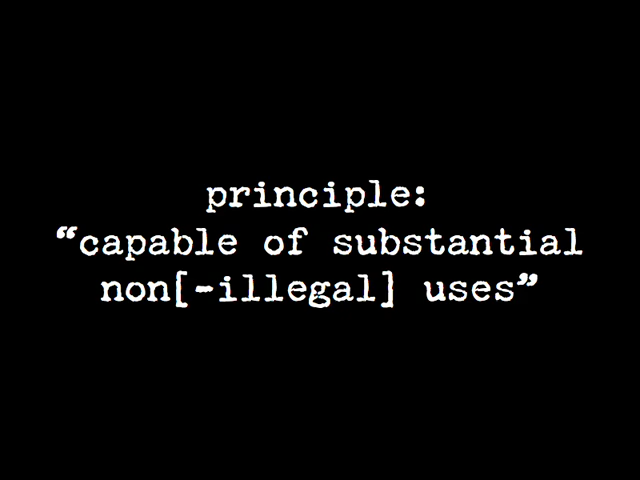 principle:
“capable of substantial
non[-illegal] uses”